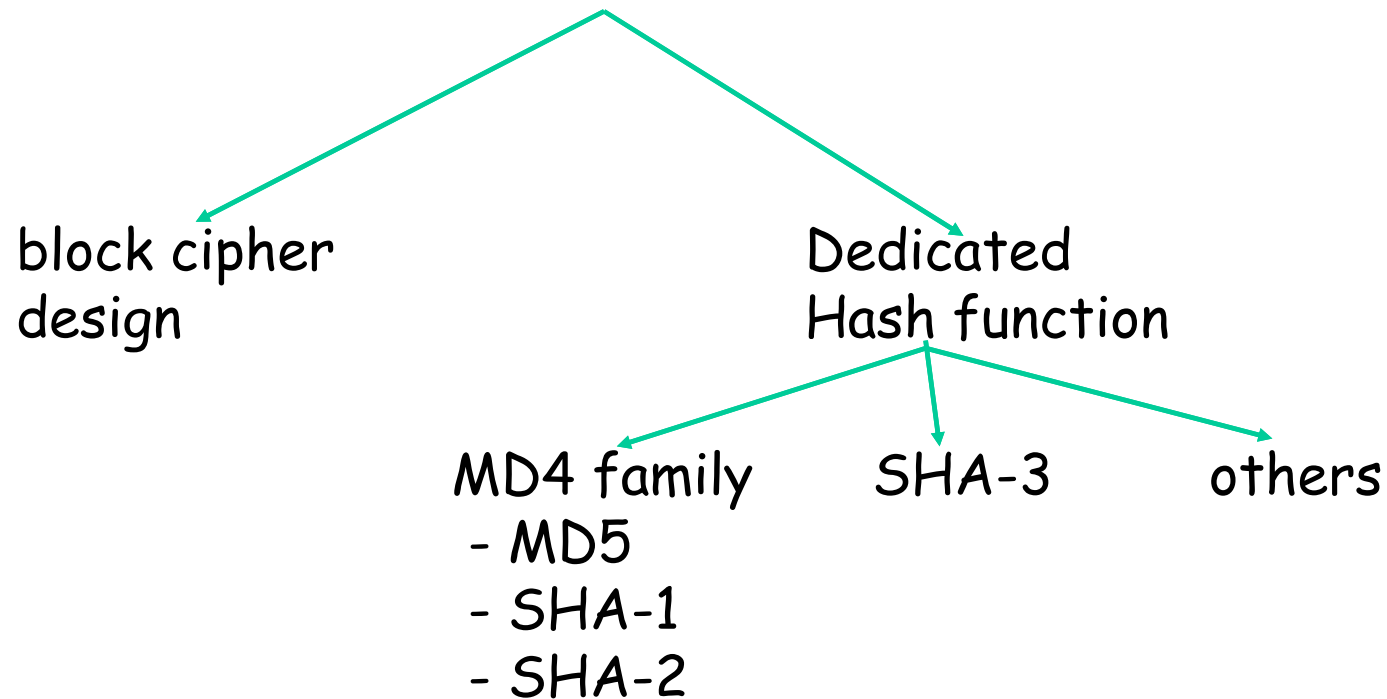 block cipher
design
Dedicated
Hash function
MD4 family
- MD5
- SHA-1
- SHA-2
SHA-3
others